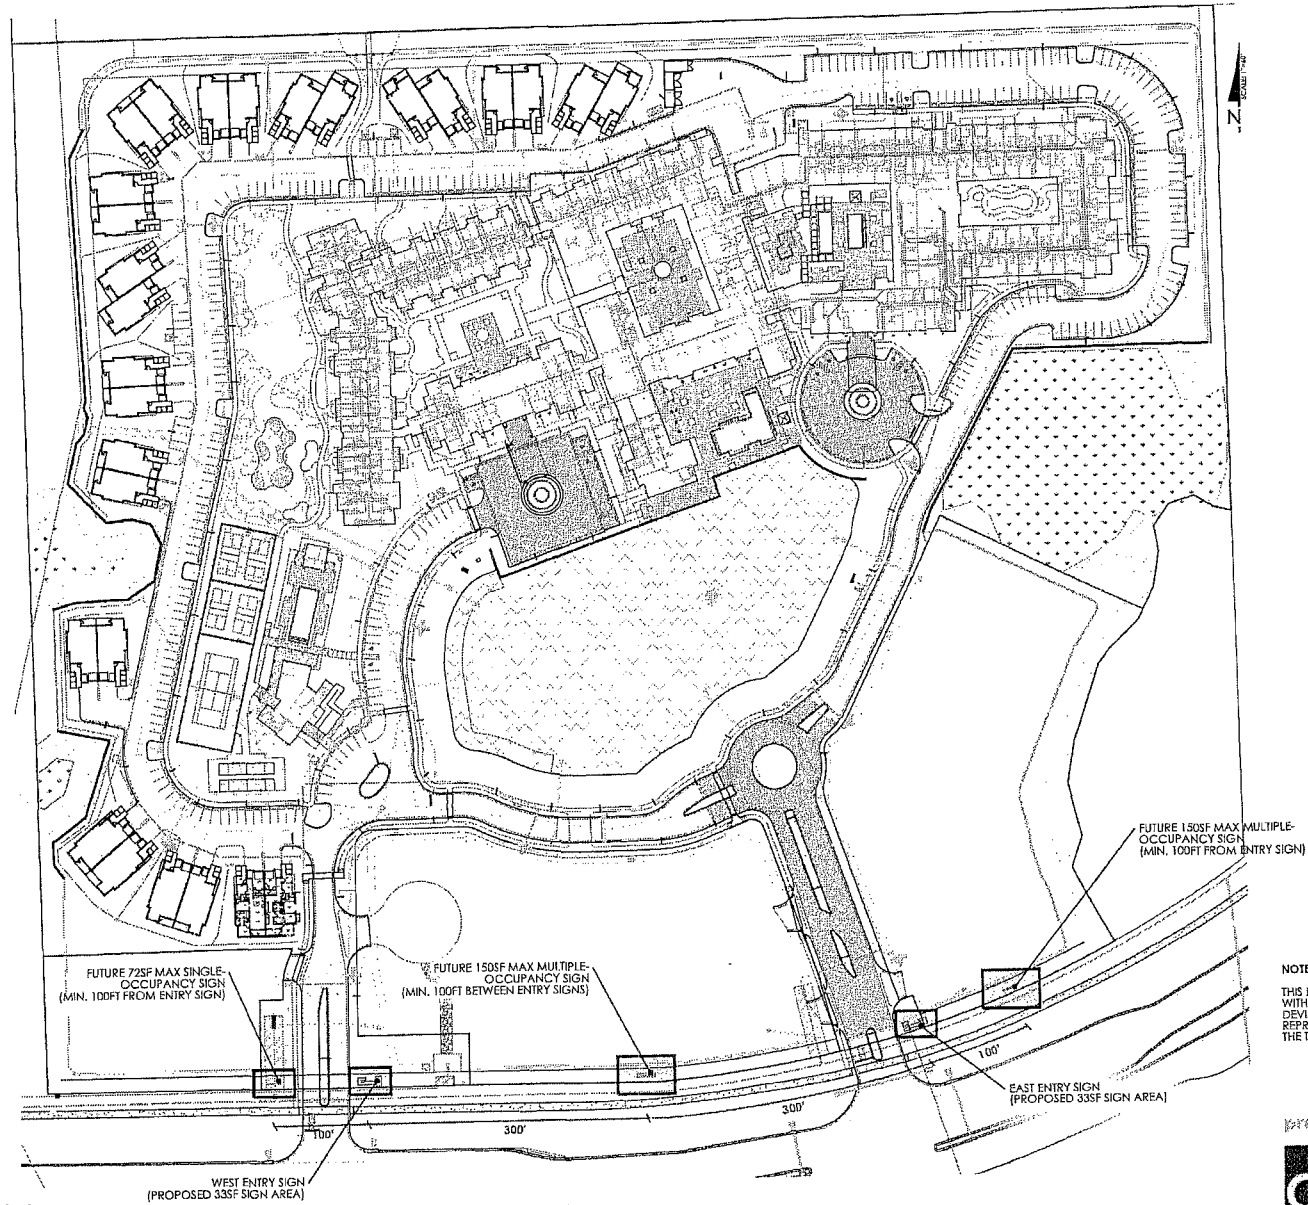 N
FUTURE 150SF MAX MULTIPLE-
OCCUPANCY SIGN
(MIN. 100FT FROM ENTRY SIGN)
FUTURE 72SF MAX SINGLE-
OCCUPANCY SIGN
(MIN. 100FT FROM ENTRY SIGN)
FUTURE 150SF MAX MULTIPLE-
OCCUPANCY SIGN
(MIN. 100FT BETWEEN ENTRY SIGNS)
NOTE
THIS
WITH
DEVI
REPR
THE
100'
EAST ENTRY SIGN
(PROPOSED 33SF SIGN AREA)
300'
300'
100'
WEST ENTRY SIGN
(PROPOSED 33SF SIGN AREA)